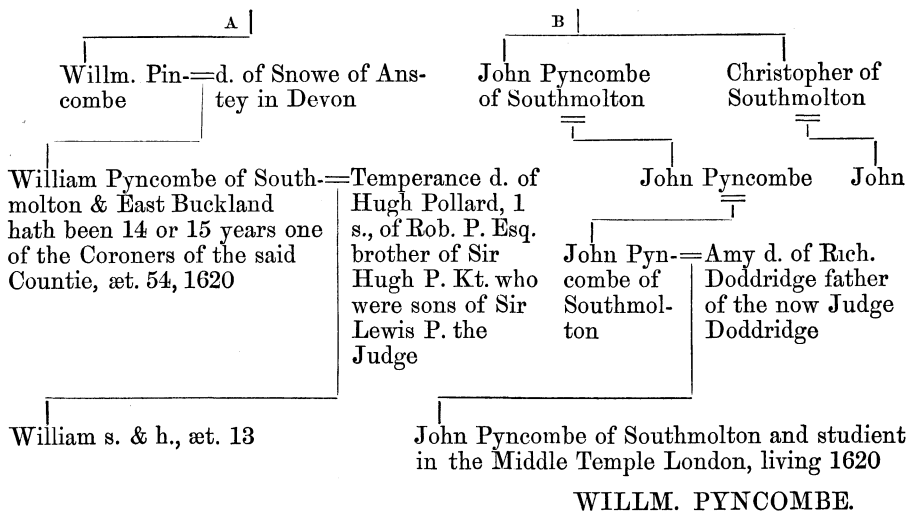 A
B
Willm. Pin-
combe
d. of Snowe of Ans-
tey in Devon
John Pyncombe
of Southmolton
Christopher of
Southmolton
William Pyncombe of South-
molton & East Buckland
hath been 14 or 15 years one
of the Coroners of the said
Countie, æt. 54, 1620
Temperance d. of
Hugh Pollard, 1
s., of Rob. P. Esq.
brother of Sir
Hugh P. Kt. who
were sons of Sir
Lewis P. the
Judge
John Pyncombe
John
John Pyn-
combe of
Southmol-
ton
Amy d. of Rich.
Doddridge father
of the now Judge
Doddridge
William s. & h., æt. 13
John Pyncombe of Southmolton and studient
in the Middle Temple London, living 1620
WILLM. PYNCOMBE.